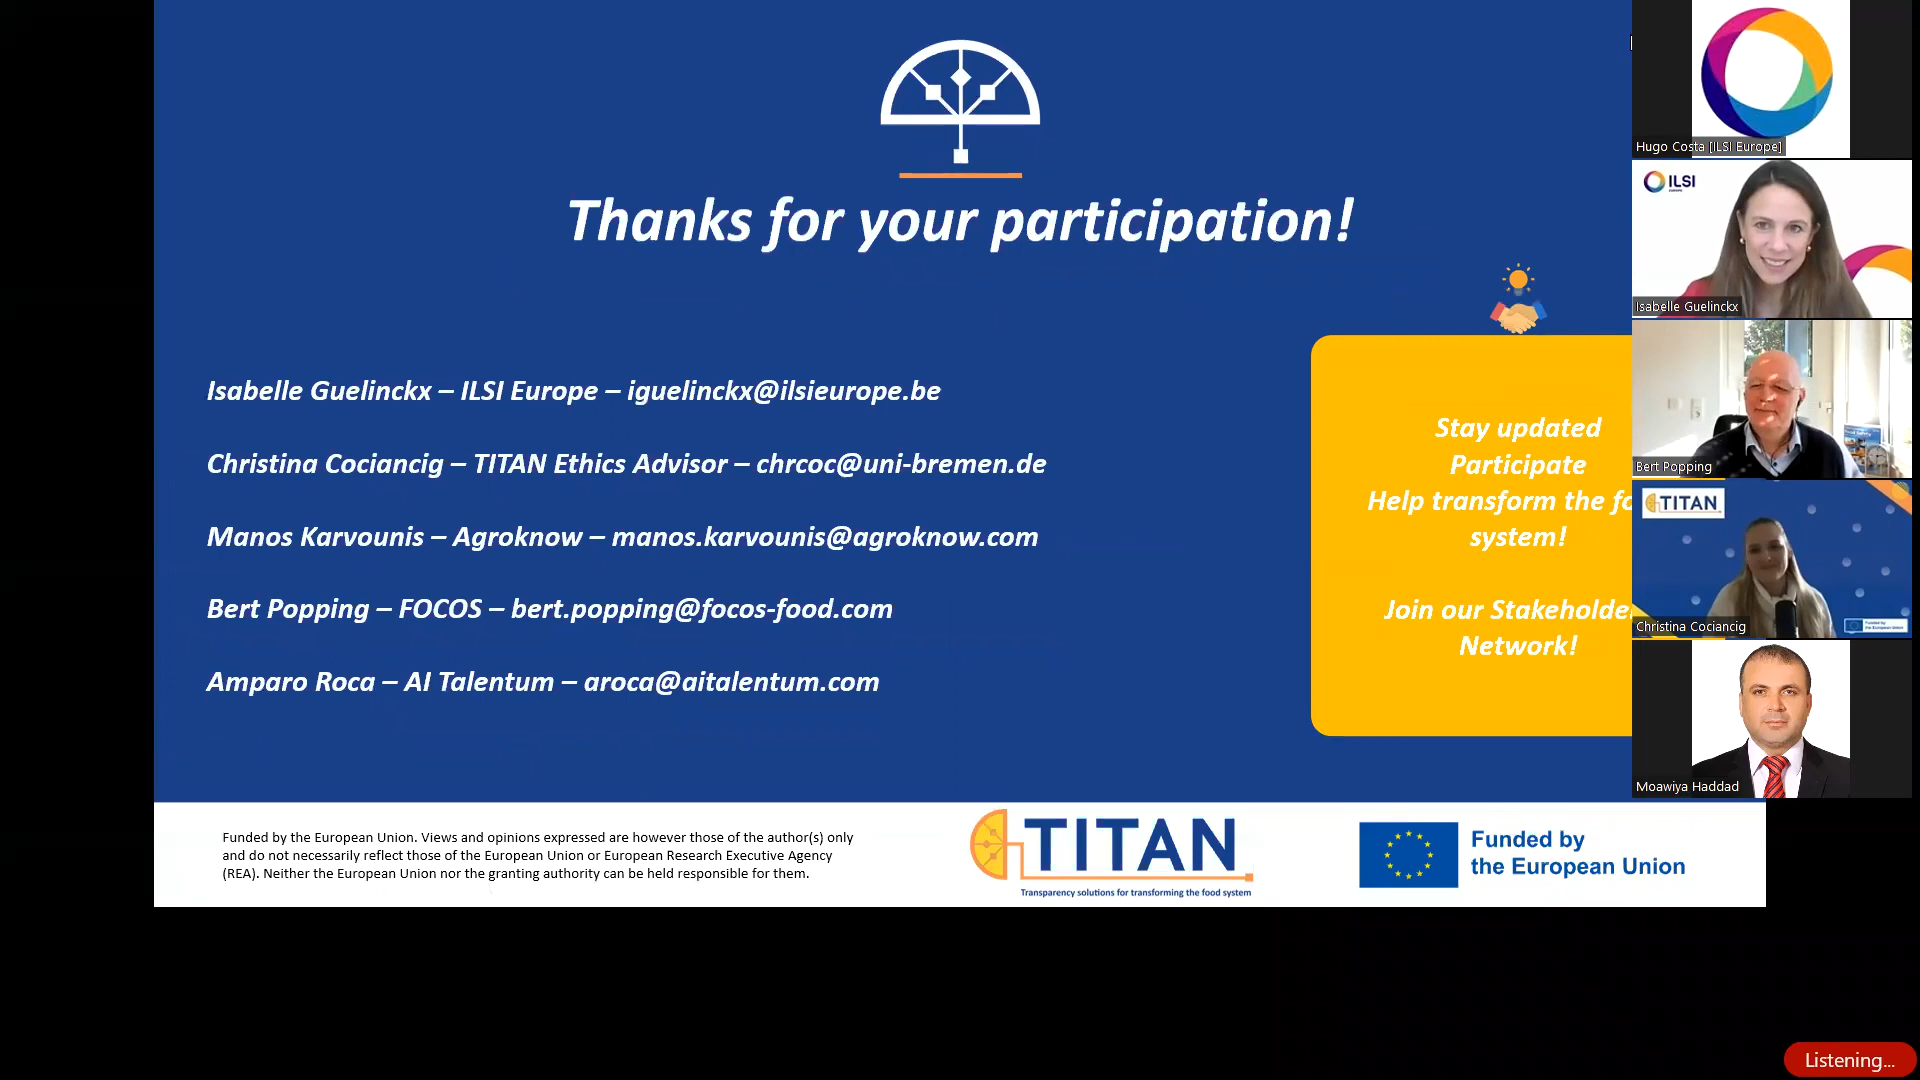 Thanks for your participation!
Isabelle Guelinckx – ILSI Europe – iguelinckx@ilsieurope.be
Christina Cociancig – TITAN Ethics Advisor – chrcoc@uni-bremen.de
Manos Karvounis – Agroknow – manos.karvounis@agroknow.com
Bert Popping – FOCOS – bert.popping@focos-food.com
Amparo Roca – AI Talentum – aroca@aitalentum.com
Stay updated
Participate
Help transform the fo
system!
Join our Stakeholde
Network!
Funded by the European Union. Views and opinions expressed are however those of the author(s) only
and do not necessarily reflect those of the European Union or European Research Executive Agency
(REA). Neither the European Union nor the granting authority can be held responsible for them.
TITAN
Transparency solutions for transforming the food system
Funded by
the European Union
Hugo Costa [ILSI Europe]
ILSI
EUROPE
Isabelle Guelinckx
Bert Popping
TITAN
Funded by
the European Union
Christina Cociancig
Moawiya Haddad
Listening...